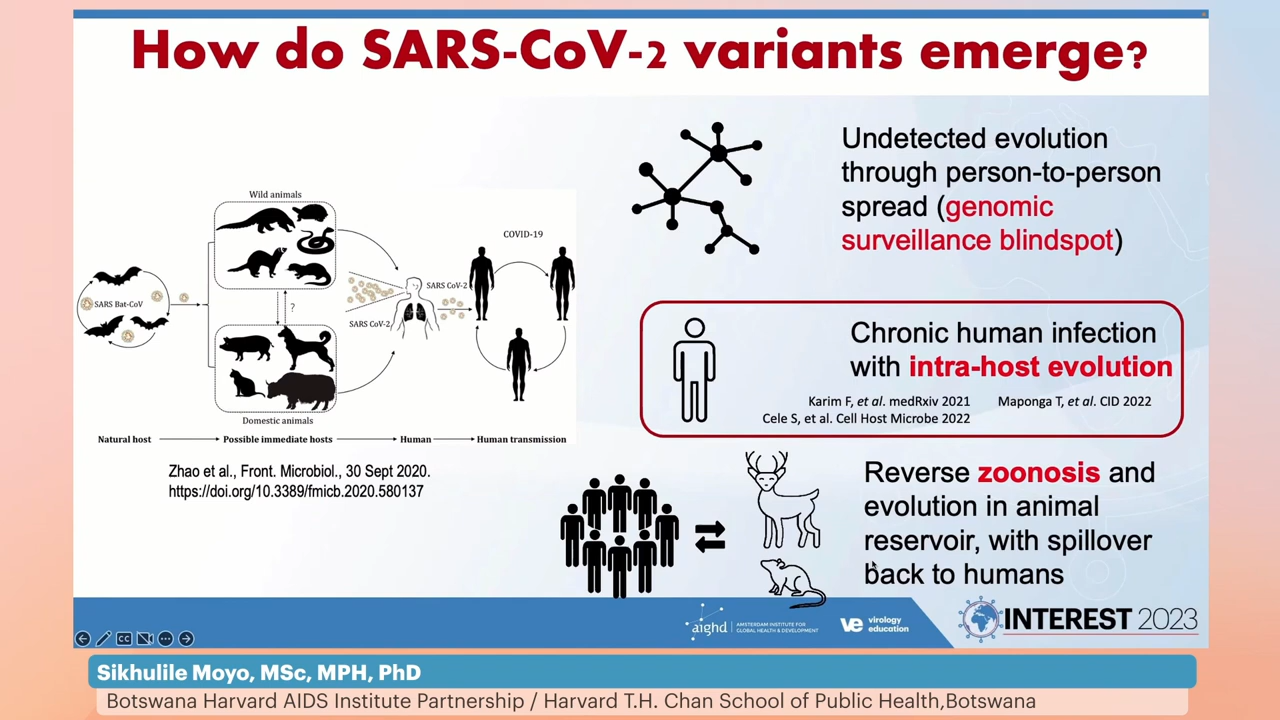 How do SARS-CoV-2 variants emerge?
Wild animals
SARS Bat-CoV
?
Domestic animals
SARS CoV-2
SARS CoV-2
COVID-19
Natural host
Possible immediate hosts
Human
Human transmission
Zhao et al., Front. Microbiol., 30 Sept 2020.
https://doi.org/10.3389/fmicb.2020.580137
Undetected evolution
through person-to-person
spread (genomic
surveillance blindspot)
Chronic human infection
with intra-host evolution
Karim F, et al. medRxiv 2021
Maponga T, et al. CID 2022
Cele S, et al. Cell Host Microbe 2022
Reverse zoonosis and
evolution in animal
reservoir, with spillover
back to humans
CC
aighd
AMSTERDAM INSTITUTE FOR
GLOBAL HEALTH & DEVELOPMENT
ve
virology
education
INTEREST 2023
Sikhulile Moyo, MSc, MPH, PhD
Botswana Harvard AIDS Institute Partnership / Harvard T.H. Chan School of Public Health,Botswana